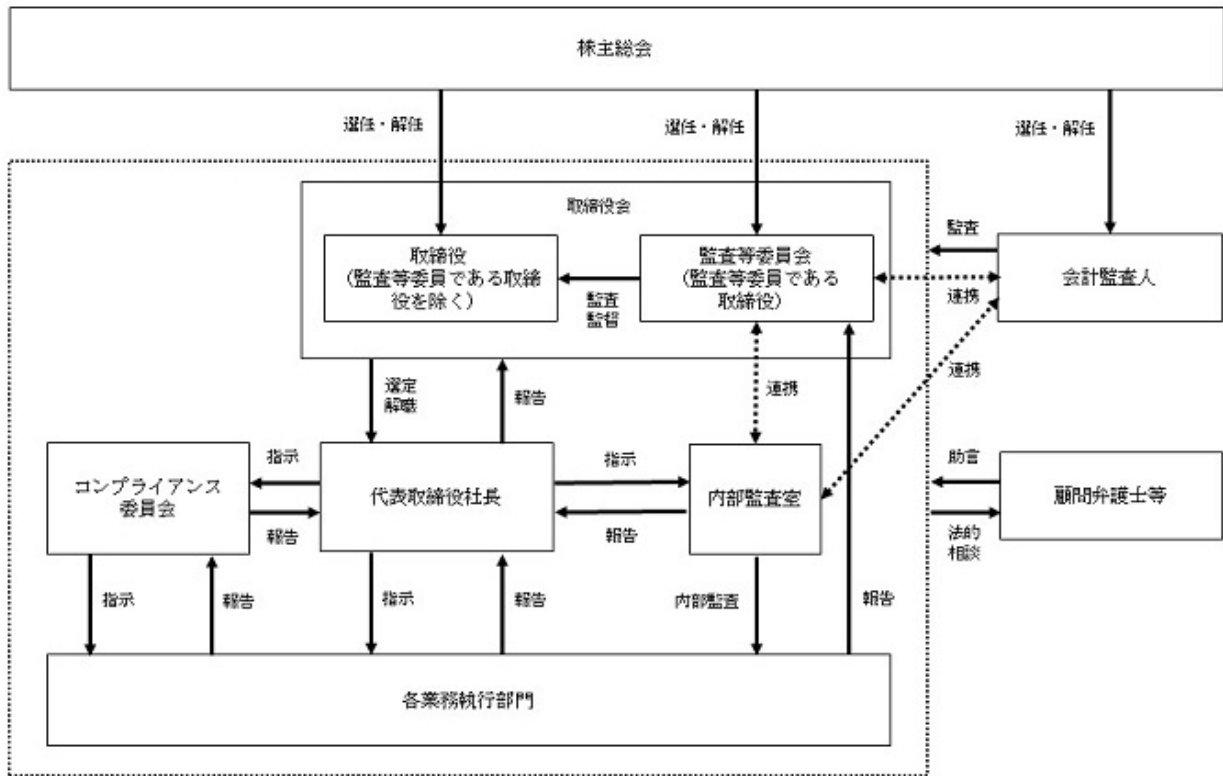 株主総会
選任・解任
選任・解任
選任・解任
取締役会
取締役
（監査等委員である取締
役を除く）
監査
監督
監査等委員会
（監査等委員である
取締役）
監査
連携
会計監査人
連携
選定
解職
報告
連携
コンプライアンス
委員会
指示
報告
代表取締役社長
指示
報告
内部監査室
助言
法的
相談
顧問弁護士等
指示
報告
指示
報告
内部監査
報告
各業務執行部門